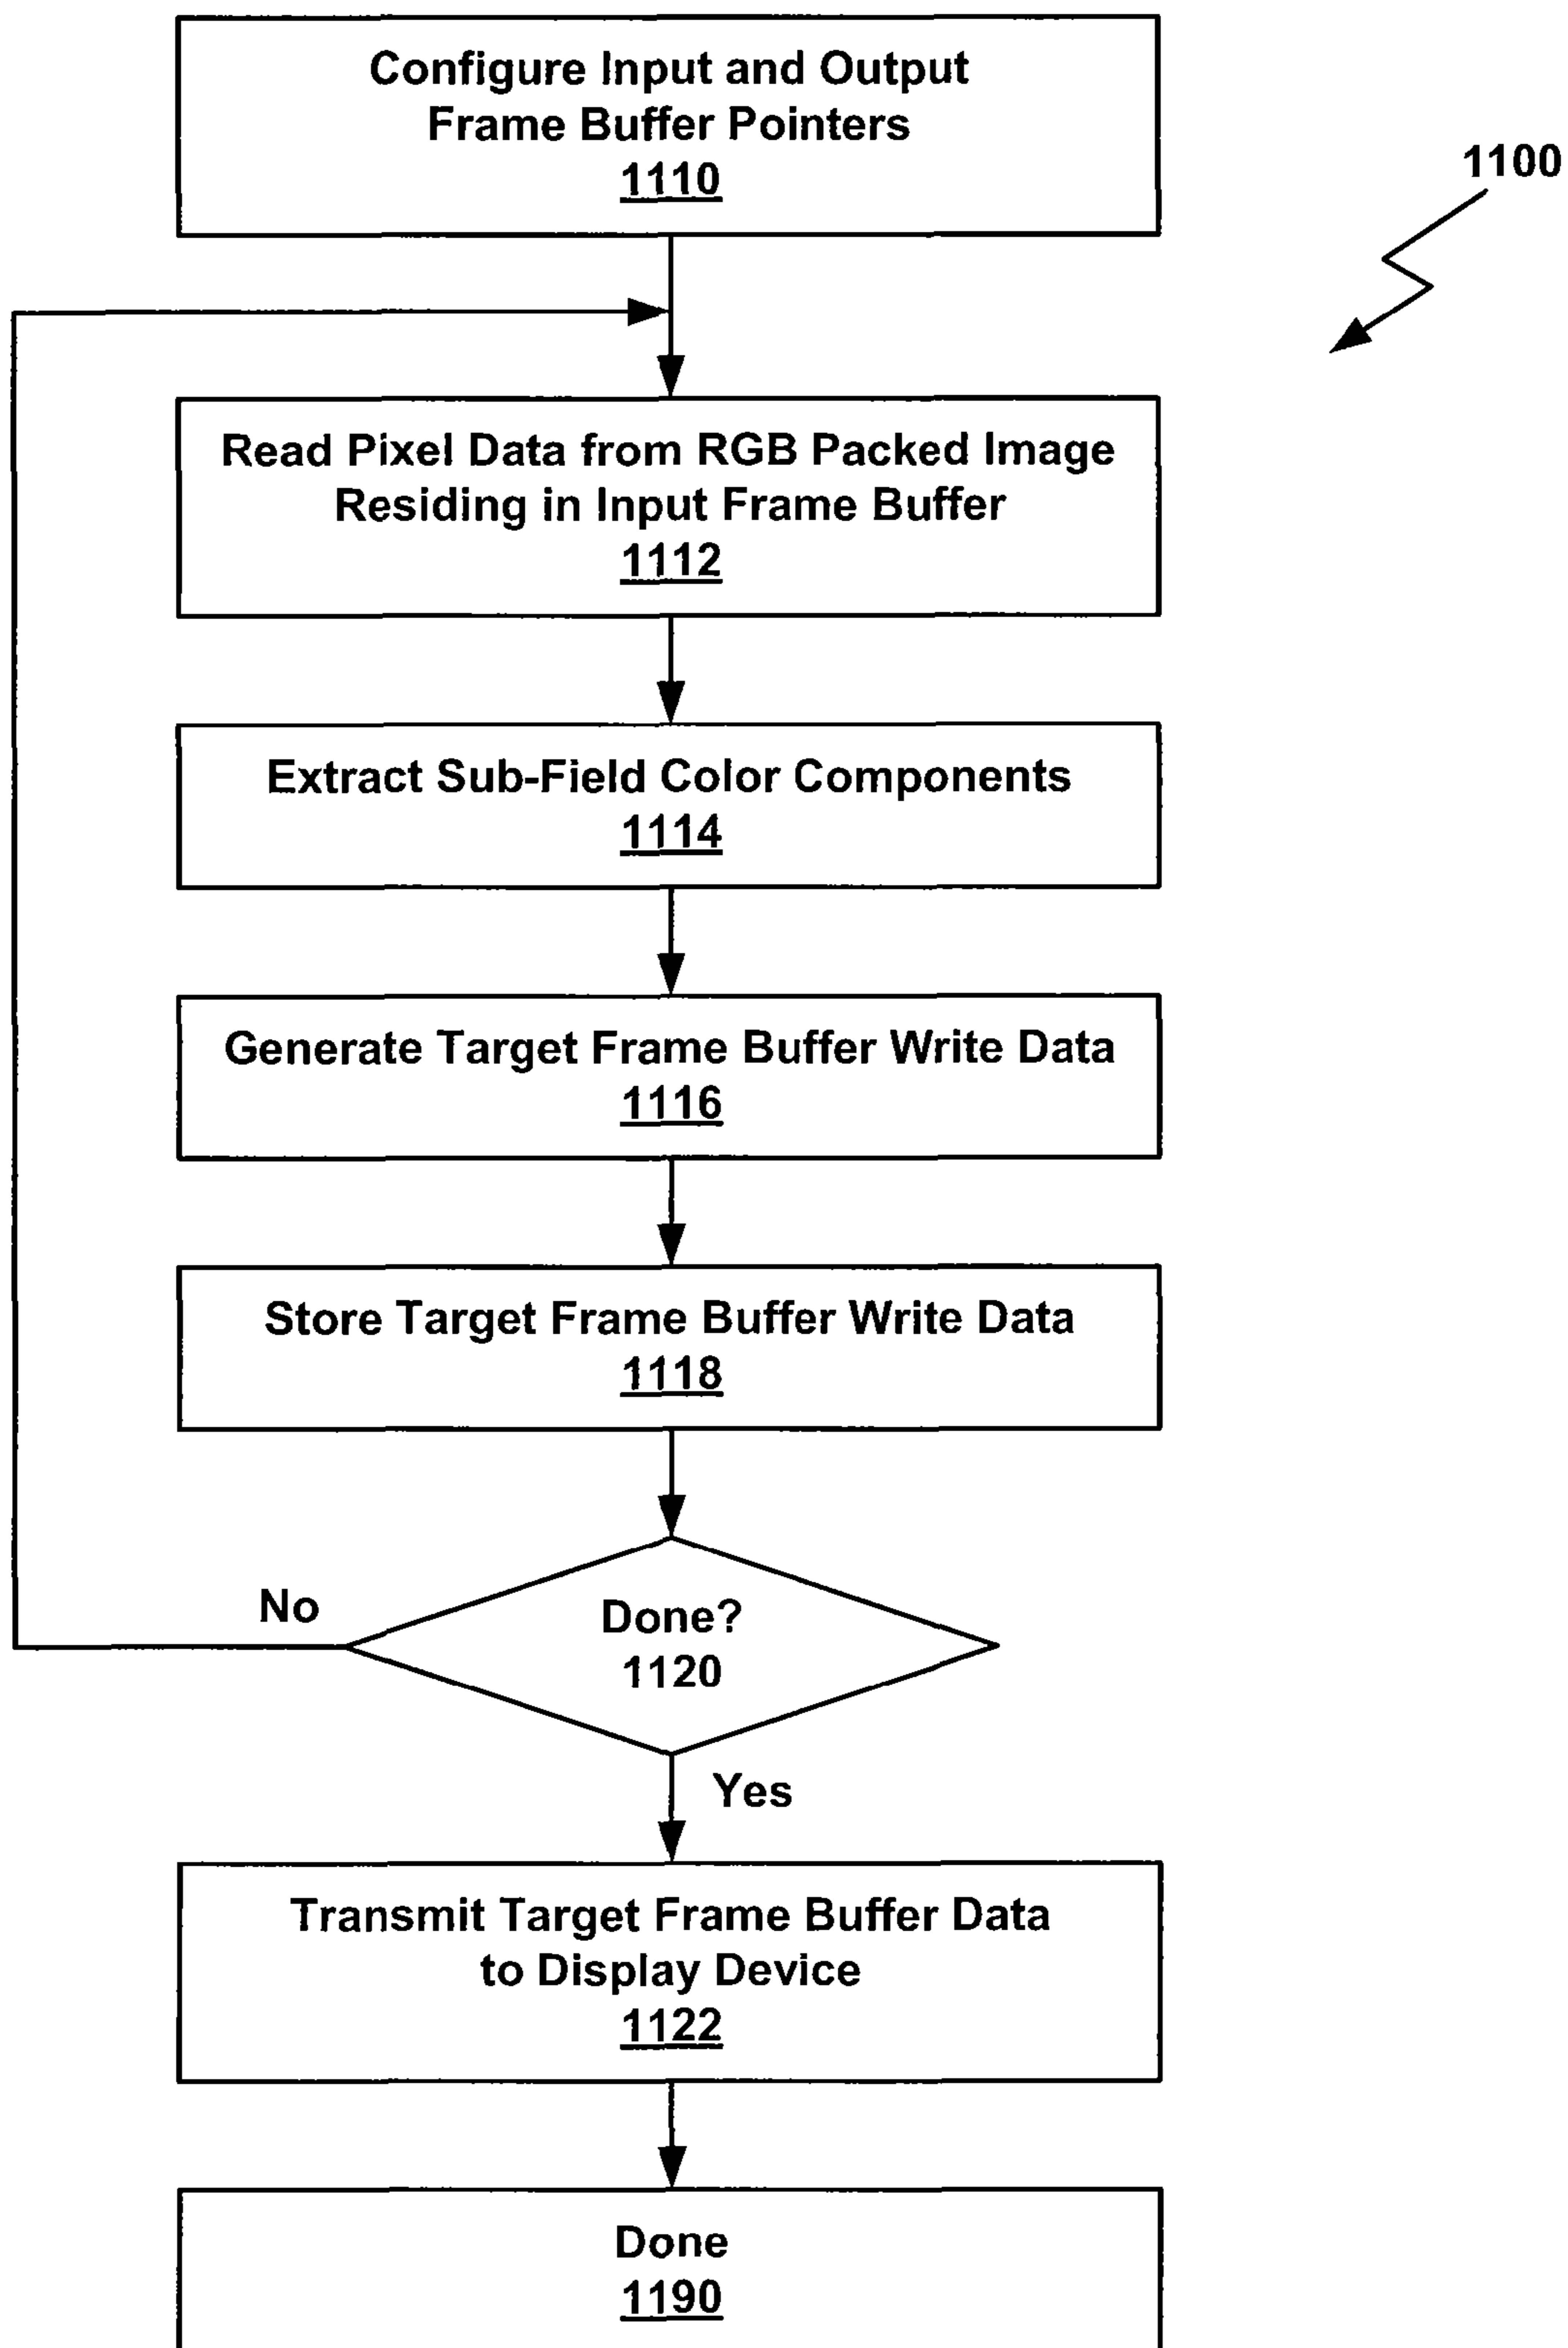 Configure Input and Output
Frame Buffer Pointers
1110
1100
Read Pixel Data from RGB Packed Image
Residing in Input Frame Buffer
1112
Extract Sub-Field Color Components
1114
Generate Target Frame Buffer Write Data
1116
Store Target Frame Buffer Write Data
1118
No
Done?
1120
Yes
Transmit Target Frame Buffer Data
to Display Device
1122
Done
1190